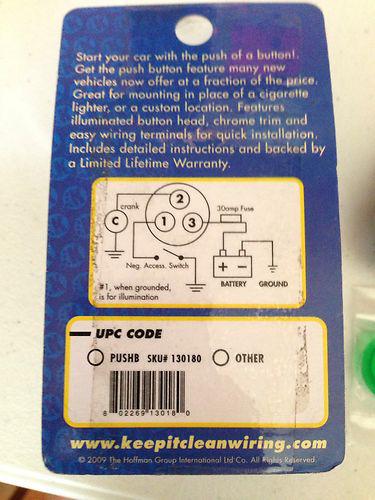 Start your car with the push of a button!.
Get the push button feature many new
vehicles now offer at a fraction of the price.
Great for mounting in place of a cigarette
lighter, or a custom location. Features
illuminated button head, chrome trim and
easy wiring terminals for quick installation.
Includes detailed instructions and backed by
a Limited Lifetime Warranty.
crank
2
30amp Fuse
C
1
3
Neg. Access. Switch
+ -
#1, when grounded,
is for illumination
BATTERY
GROUND
UPC CODE
PUSHB SKU# 130180
OTHER
8 02269 13018 0
www.keepitcleanwiring.com
© 2009 The Hoffman Group International Ltd Co. All Rights Reserved.